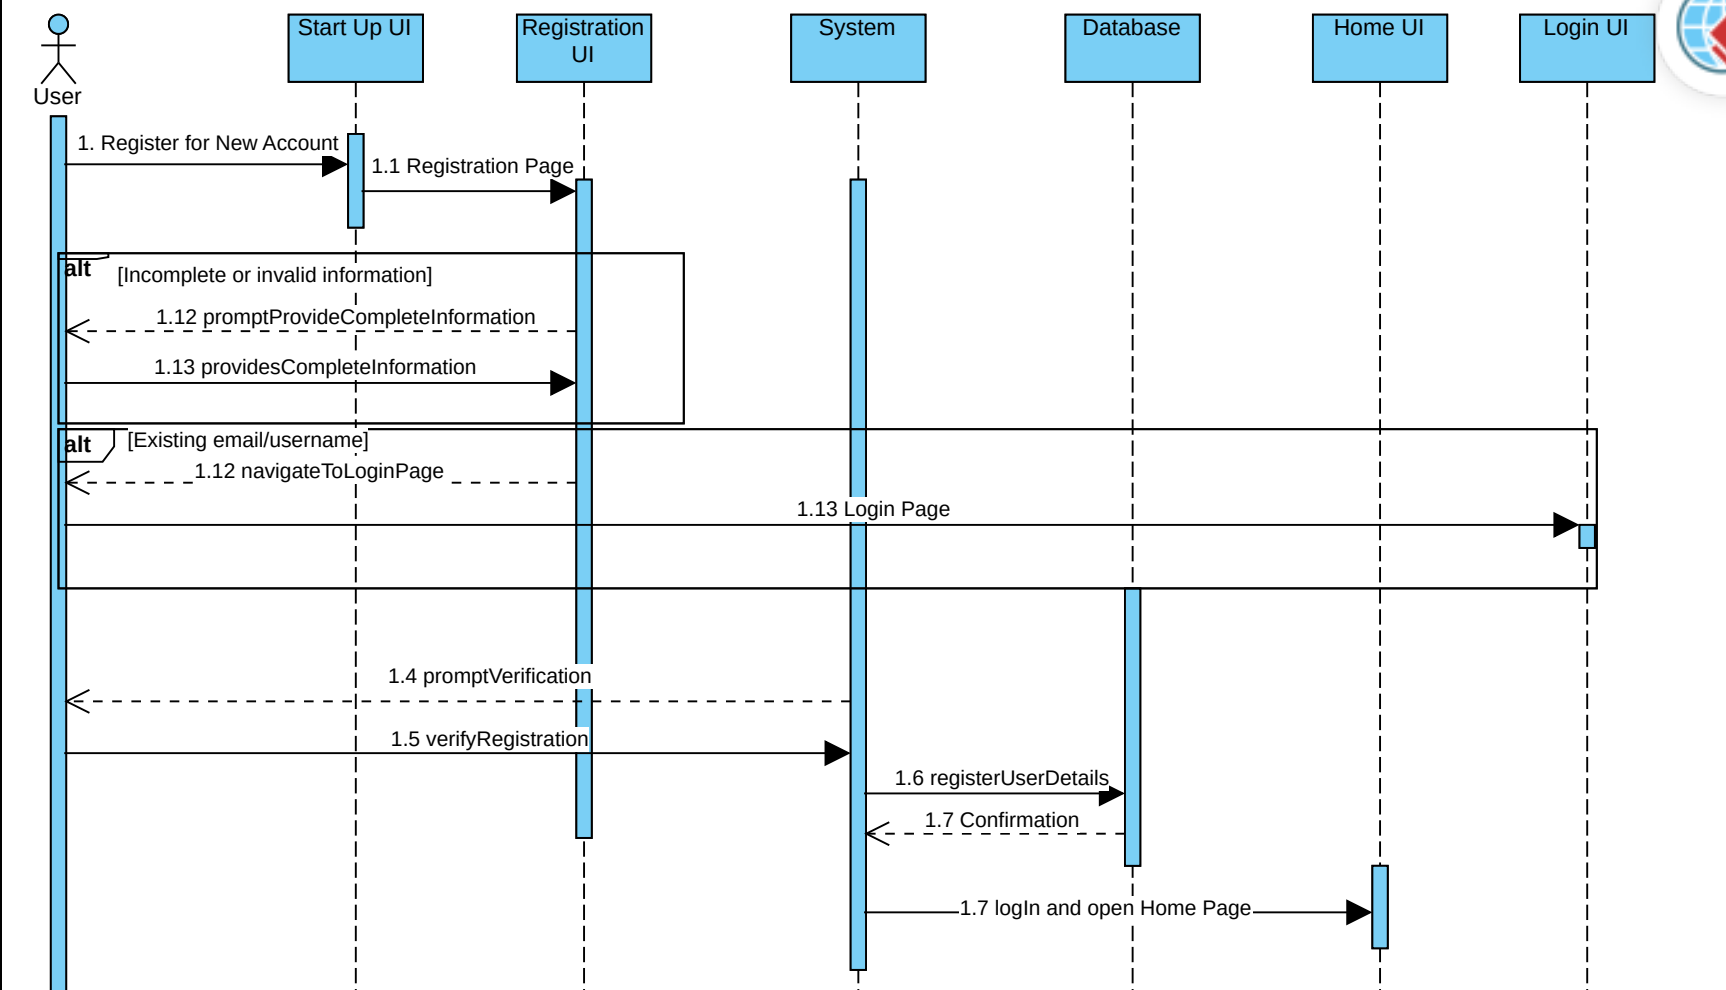 User
Start Up UI
Registration
UI
System
Database
Home UI
Login UI
1. Register for New Account
1.1 Registration Page
alt
[Incomplete or invalid information]
1.12 promptProvideCompleteInformation
1.13 providesCompleteInformation
alt
[Existing email/username]
1.12 navigateToLoginPage
1.13 Login Page
1.4 promptVerification
1.5 verifyRegistration
1.6 registerUserDetails
1.7 Confirmation
1.7 logIn and open Home Page